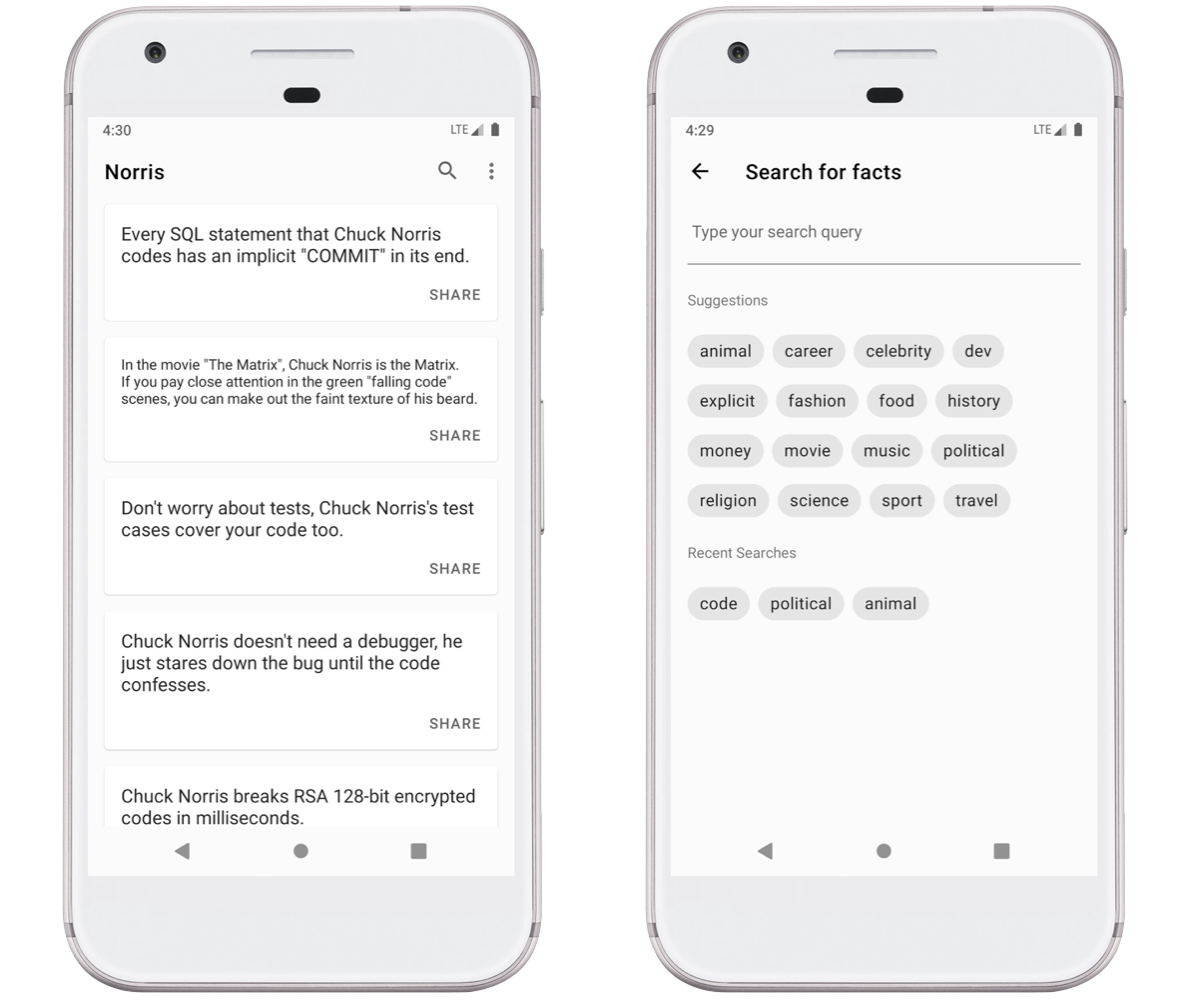 4:30
LTE
Norris
Every SQL statement that Chuck Norris
codes has an implicit "COMMIT" in its end.
SHARE
In the movie "The Matrix", Chuck Norris is the Matrix.
If you pay close attention in the green "falling code"
scenes, you can make out the faint texture of his beard.
SHARE
Don't worry about tests, Chuck Norris's test
cases cover your code too.
SHARE
Chuck Norris doesn't need a debugger, he
just stares down the bug until the code
confesses.
SHARE
Chuck Norris breaks RSA 128-bit encrypted
codes in milliseconds.
4:29
LTE
Search for facts
Type your search query
Suggestions
animal career celebrity dev
explicit fashion food history
money movie music political
religion science sport travel
Recent Searches
code political animal